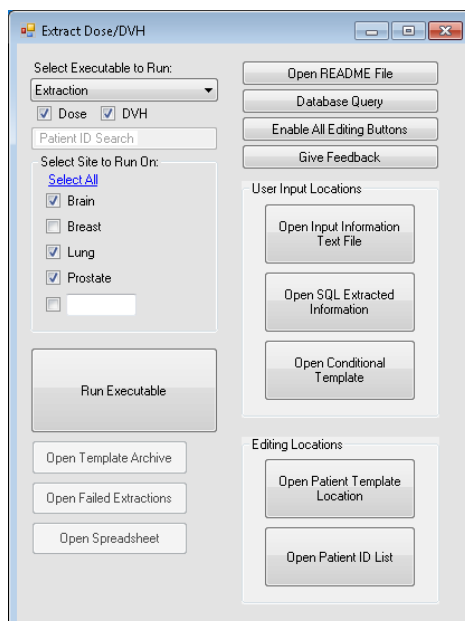 Extract Dose/DVH
Select Executable to Run:
Extraction
Dose DVH
Patient ID Search
Select Site to Run On:
Select All
Brain
Breast
Lung
Prostate
Run Executable
Open Template Archive
Open Failed Extractions
Open Spreadsheet
Open README File
Database Query
Enable All Editing Buttons
Give Feedback
User Input Locations
Open Input Information
Text File
Open SQL Extracted
Information
Open Conditional
Template
Editing Locations
Open Patient Template
Location
Open Patient ID List